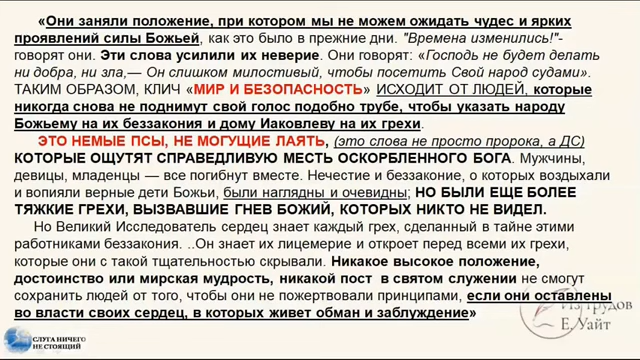 «Они заняли положение, при котором мы не можем ожидать чудес и ярких
проявлений силы Божьей, как это было в прежние дни. "Времена изменились!"-
говорят они. Эти слова усилили их неверие. Они говорят: «Господь не будет делать
ни добра, ни зла,— Он слишком милостивый, чтобы посетить Свой народ судами».
ТАКИМ ОБРАЗОМ, КЛИЧ «МИР И БЕЗОПАСНОСТЬ» ИСХОДИТ ОТ ЛЮДЕЙ, которые
никогда снова не поднимут свой голос подобно трубе, чтобы указать народу
Божьему на их беззакония и дому Иаковлеву на их грехи.
ЭТО НЕМЫЕ ПСЫ, НЕ МОГУЩИЕ ЛАЯТЬ, (это слова не просто пророка, а ДС)
КОТОРЫЕ ОЩУТЯТ СПРАВЕДЛИВУЮ МЕСТЬ ОСКОРБЛЕННОГО БОГА. Мужчины,
девицы, младенцы — все погибнут вместе. Нечестие и беззаконие, о которых воздыхали
и вопияли верные дети Божьи, были наглядны и очевидны; НО БЫЛИ ЕЩЕ БОЛЕЕ
ТЯЖКИЕ ГРЕХИ, ВЫЗВАВШИЕ ГНЕВ БОЖИЙ, КОТОРЫХ НИКТО НЕ ВИДЕЛ.
Но Великий Исследователь сердец знает каждый грех, сделанный в тайне этими
работниками беззакония. ..Он знает их лицемерие и откроет перед всеми их грехи,
которые они с такой тщательностью скрывали. Никакое высокое положение,
достоинство или мирская мудрость, никакой пост в святом служении не смогут
сохранить людей от того, чтобы они не пожертвовали принципами, если они оставлены
во власти своих сердец, в которых живет обман и заблуждение»
Из трудов
Е. Уайт
СЛУГА НИЧЕГО
НЕ СТОЯЩИЙ